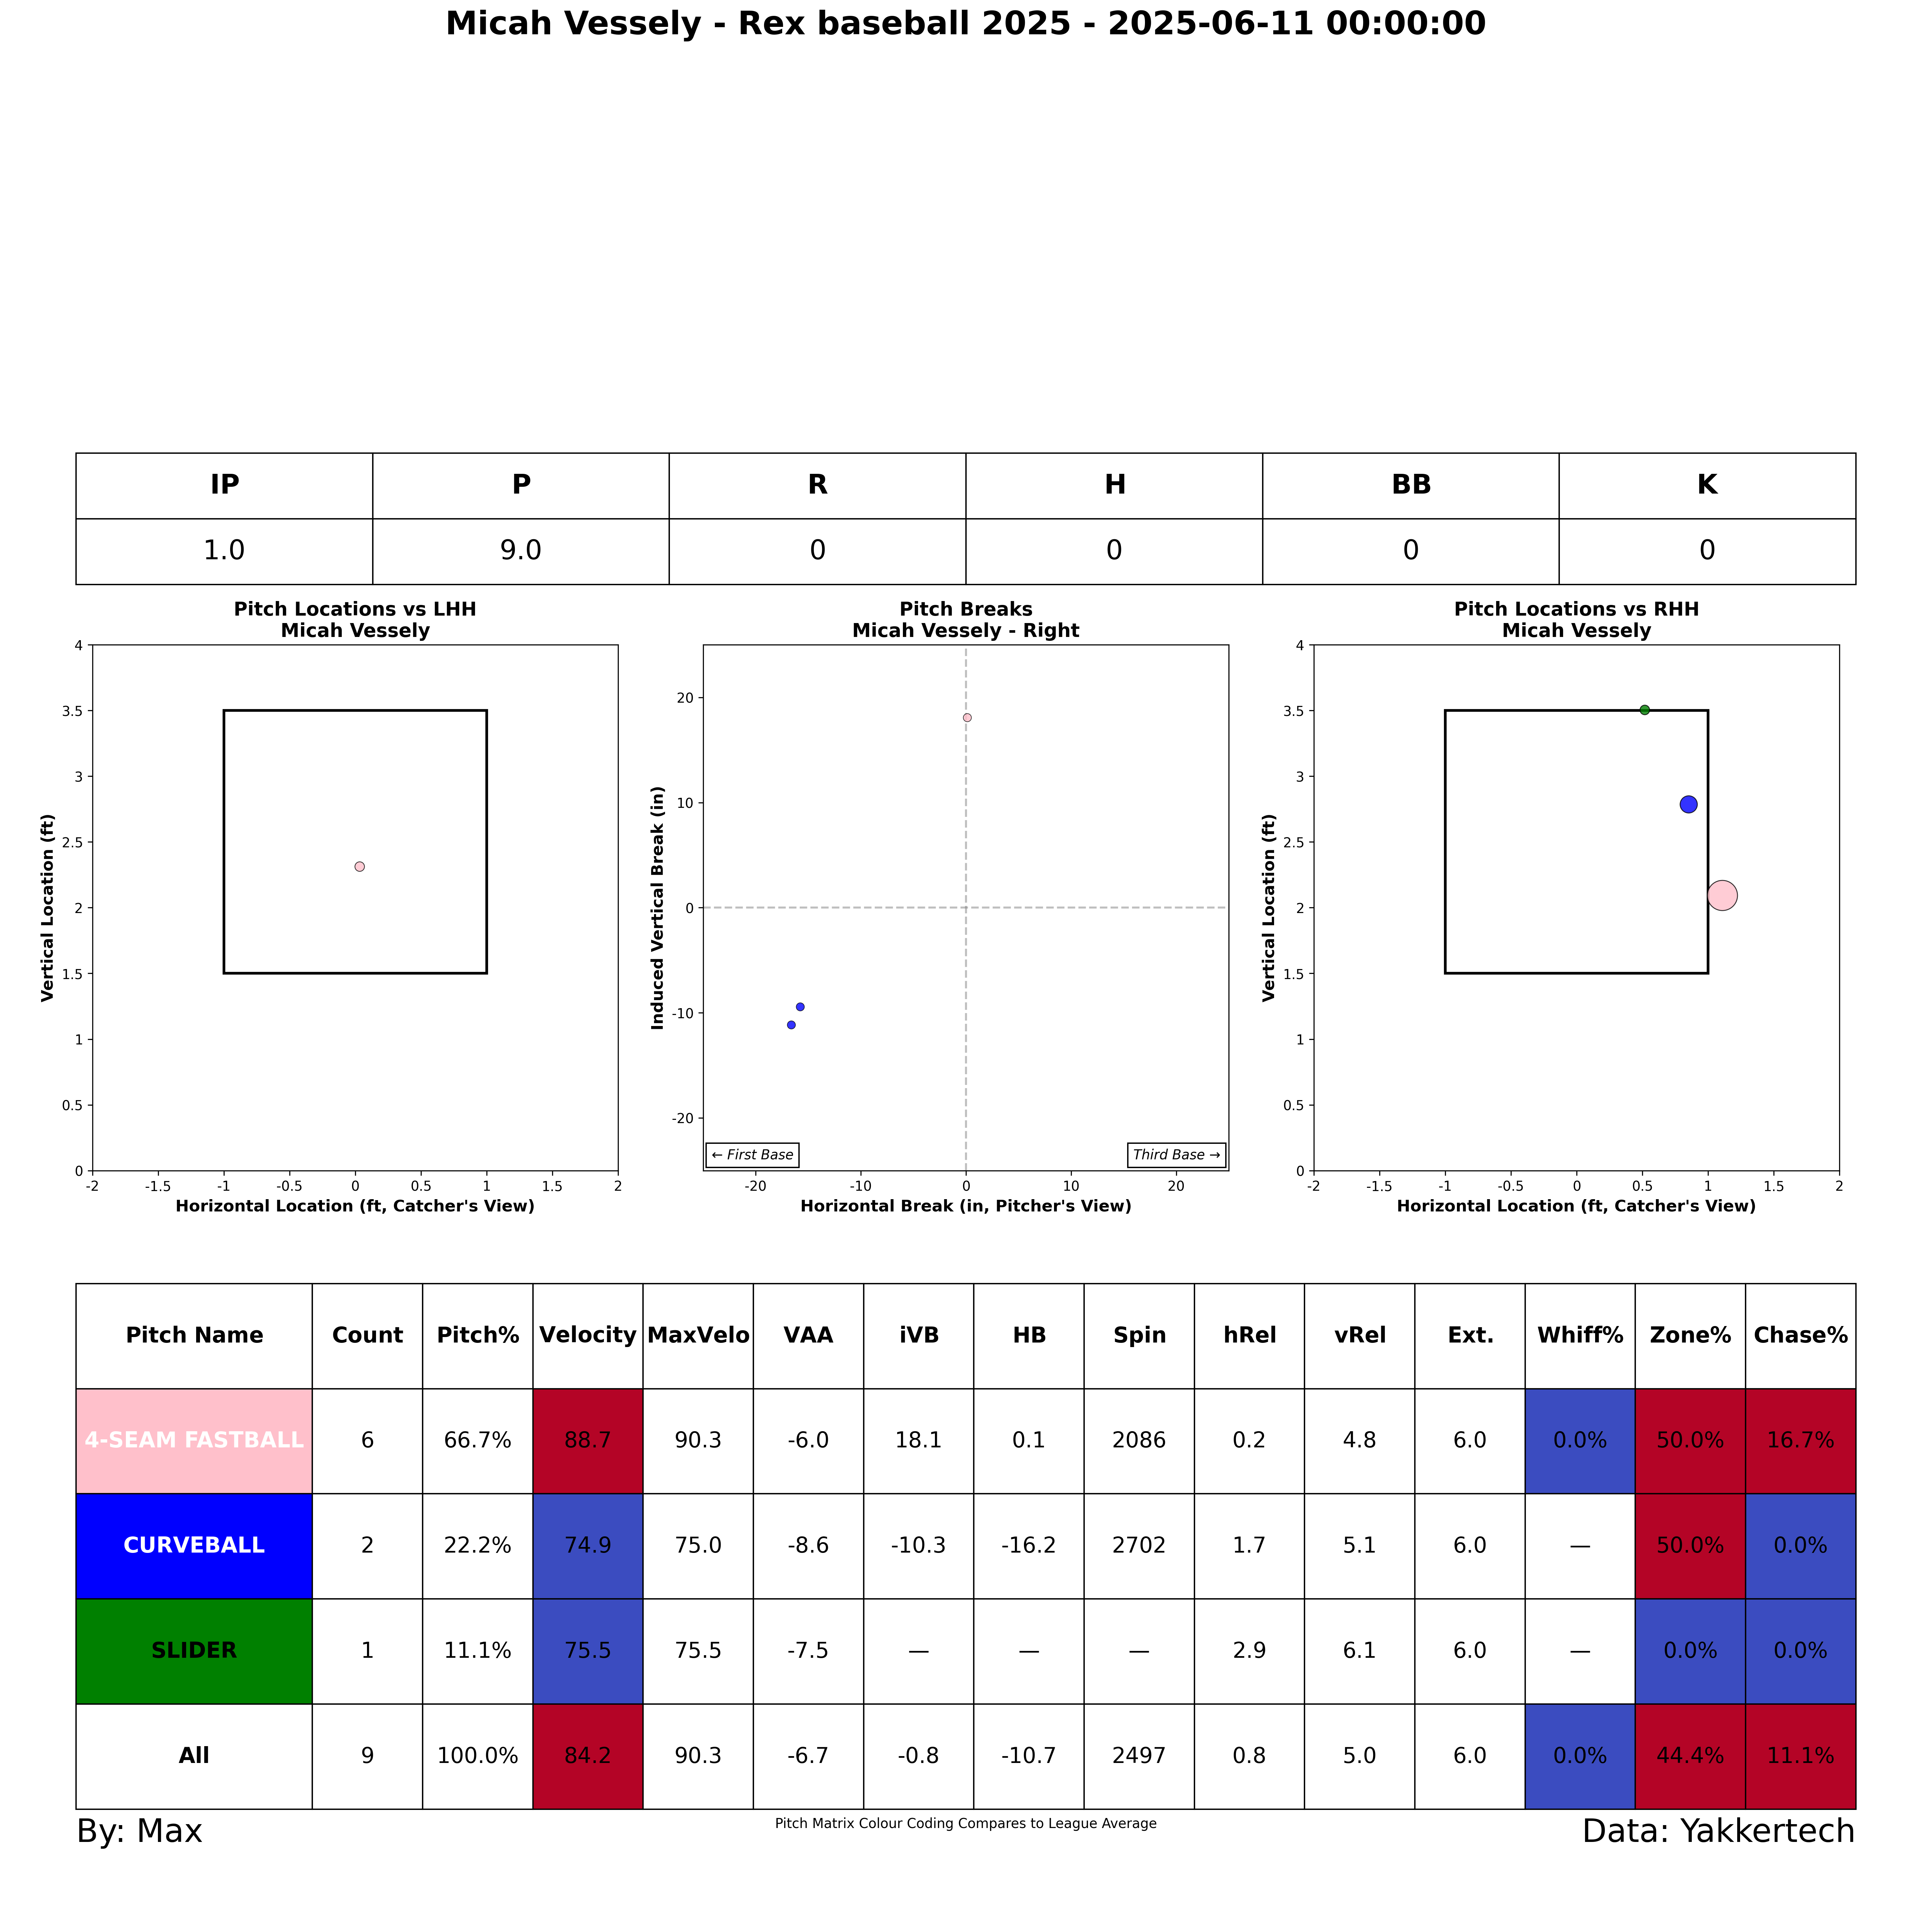 Micah Vessely - Rex baseball 2025 - 2025-06-11 00:00:00
IP P R H BB K
1.0 9.0 0 0 0 0
Pitch Locations vs LHH
Micah Vessely
4
3.5
3
2.5
2
1.5
1
0.5
0
-2 -1.5 -1 -0.5 0 0.5 1 1.5 2
Vertical Location (ft)
Horizontal Location (ft, Catcher's View)
Pitch Breaks
Micah Vessely - Right
20
10
0
-10
-20
-20 -10 0 10 20
Induced Vertical Break (in)
← First Base
Third Base →
Horizontal Break (in, Pitcher's View)
Pitch Locations vs RHH
Micah Vessely
4
3.5
3
2.5
2
1.5
1
0.5
0
-2 -1.5 -1 -0.5 0 0.5 1 1.5 2
Vertical Location (ft)
Horizontal Location (ft, Catcher's View)
Pitch Name Count Pitch% Velocity MaxVelo VAA iVB HB Spin hRel vRel Ext. Whiff% Zone% Chase%
4-SEAM FASTBALL 6 66.7% 88.7 90.3 -6.0 18.1 0.1 2086 0.2 4.8 6.0 0.0% 50.0% 16.7%
CURVEBALL 2 22.2% 74.9 75.0 -8.6 -10.3 -16.2 2702 1.7 5.1 6.0 — 50.0% 0.0%
SLIDER 1 11.1% 75.5 75.5 -7.5 — — — 2.9 6.1 6.0 — 0.0% 0.0%
All 9 100.0% 84.2 90.3 -6.7 -0.8 -10.7 2497 0.8 5.0 6.0 0.0% 44.4% 11.1%
By: Max
Pitch Matrix Colour Coding Compares to League Average
Data: Yakkertech